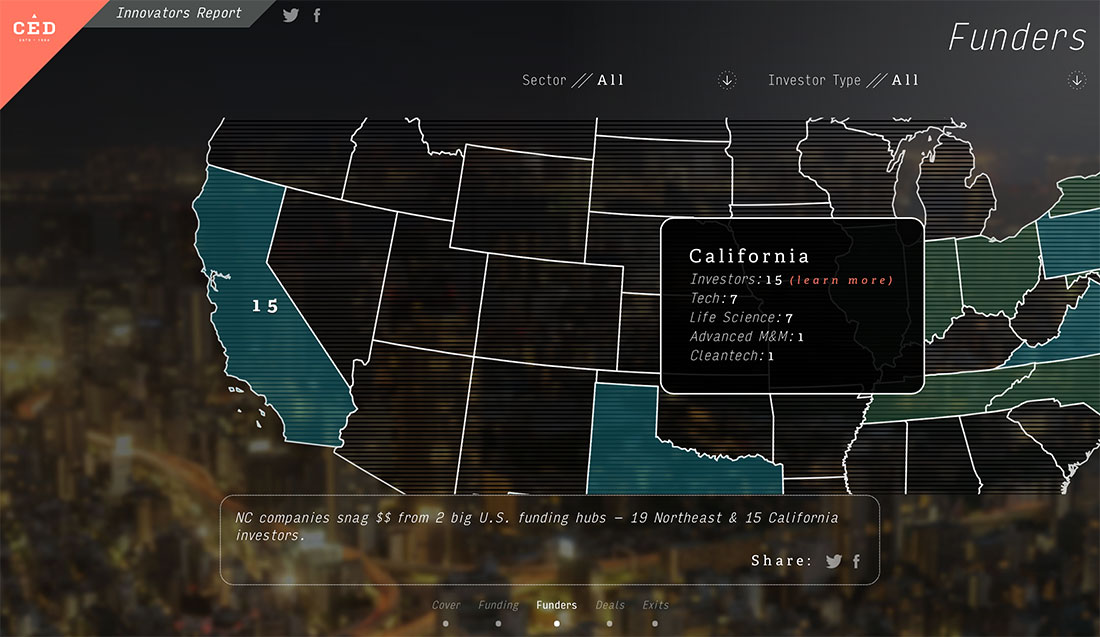 CED
Innovators Report
Funders
Sector // All
Investor Type // All
California
Investors: 15 (learn more)
Tech: 7
Life Science: 7
Advanced M&M: 1
Cleantech: 1
15
NC companies snag $$ from 2 big U.S. funding hubs – 19 Northeast & 15 California
investors.
Share:
Cover Funding Funders Deals Exits